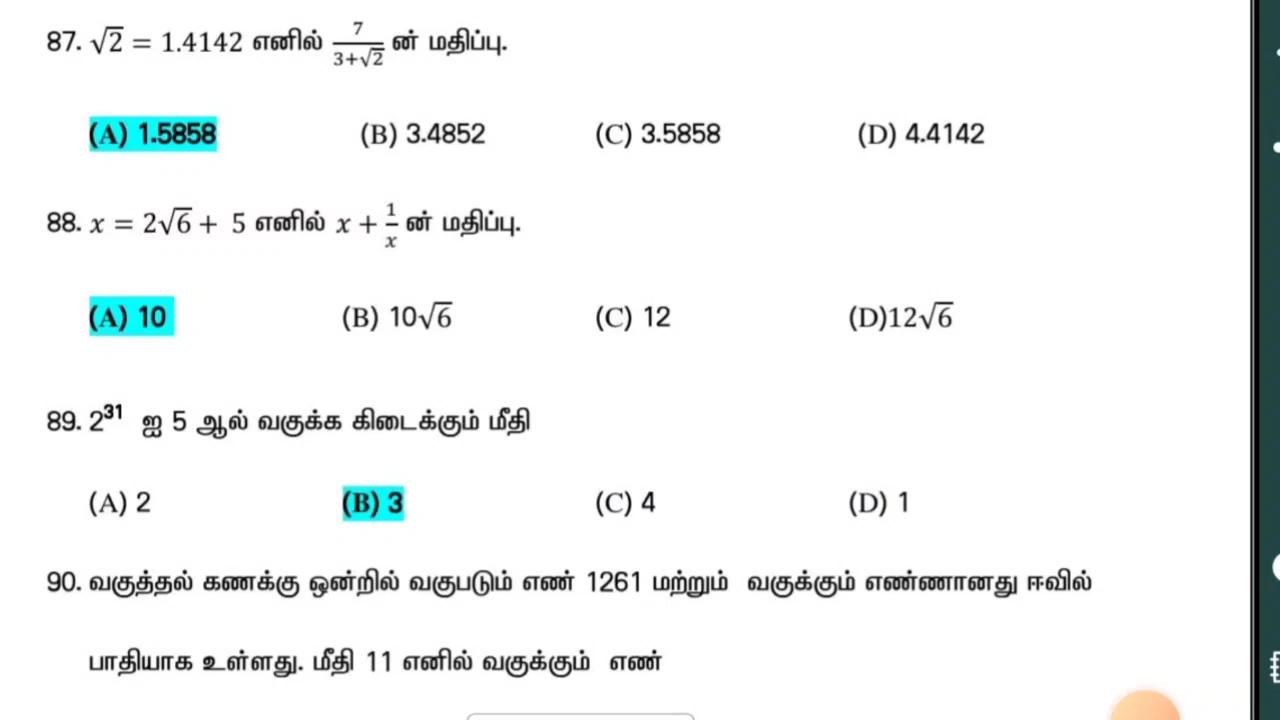 87. √2 = 1.4142 எனில் 7/(3+√2) ன் மதிப்பு.
(A) 1.5858 (B) 3.4852 (C) 3.5858 (D) 4.4142
88. x = 2√6 + 5 எனில் x + 1/x ன் மதிப்பு.
(A) 10 (B) 10√6 (C) 12 (D)12√6
89. 2³¹ ஐ 5 ஆல் வகுக்க கிடைக்கும் மீதி
(A) 2 (B) 3 (C) 4 (D) 1
90. வகுத்தல் கணக்கு ஒன்றில் வகுபடும் எண் 1261 மற்றும் வகுக்கும் எண்ணானது ஈவில்
பாதியாக உள்ளது. மீதி 11 எனில் வகுக்கும் எண்